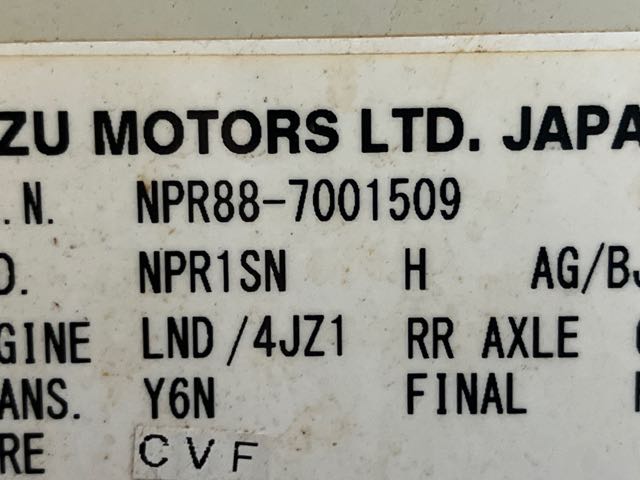 ZU MOTORS LTD. JAPA
.N. NPR88-7001509
D. NPR1SN H AG/BJ
GINE LND/4JZ1 RR AXLE
ANS. Y6N FINAL
RE CVF